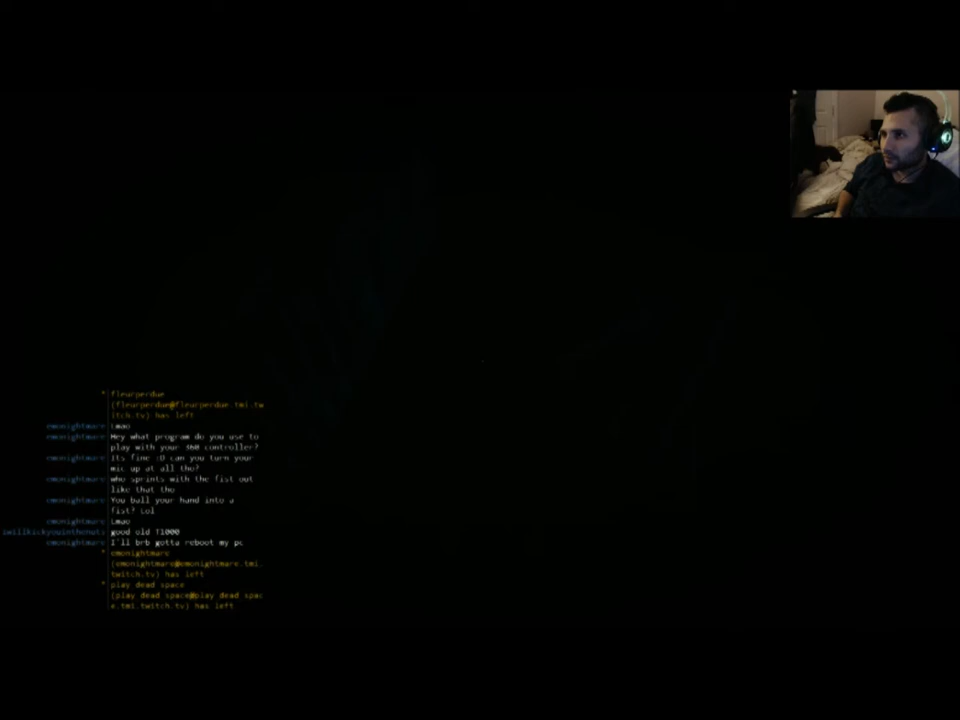 * fleurperdue
(fleurperdue@fleurperdue.tmi.tw
itch.tv) has left
emonightmare Lmao
emonightmare Hey what program do you use to
play with your 360 controller?
emonightmare Its fine :D can you turn your
mic up at all tho?
emonightmare who sprints with the fist out
like that tho
emonightmare You ball your hand into a
fist? Lol
emonightmare Lmao
iwillkickyouinthenuts good old T1000
emonightmare I'll brb gotta reboot my pc
* emonightmare
(emonightmare@emonightmare.tmi.
twitch.tv) has left
* play dead space
(play dead space@play dead spac
e.tmi.twitch.tv) has left